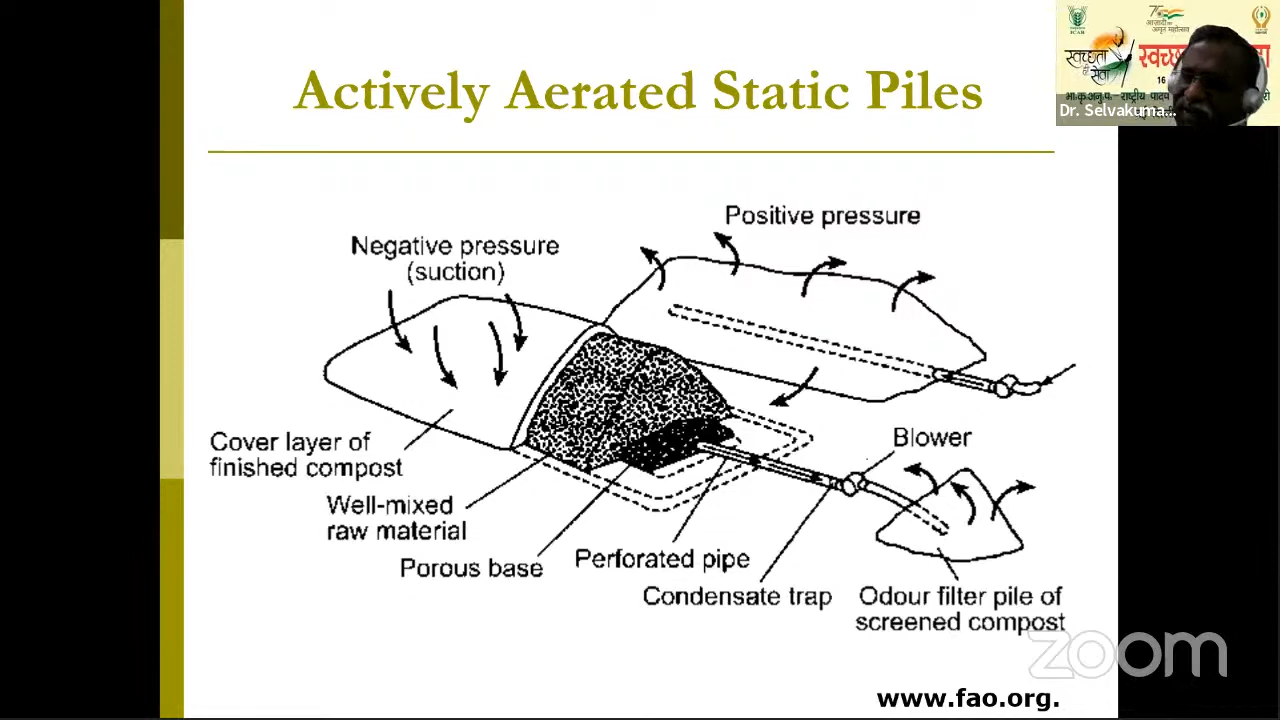 Actively Aerated Static Piles
Positive pressure
Negative pressure
(suction)
Cover layer of
finished compost
Well-mixed
raw material
Porous base
Perforated pipe
Condensate trap
Blower
Odour filter pile of
screened compost
www.fao.org.
zoom
ICAR
स्वच्छता
ही
सेवा
16
Dr. Selvakuma...